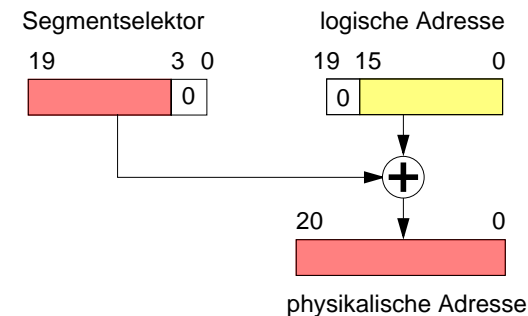 Segmentselektor
logische Adresse
19 3 0
19 15 0
0
0
20 0
physikalische Adresse